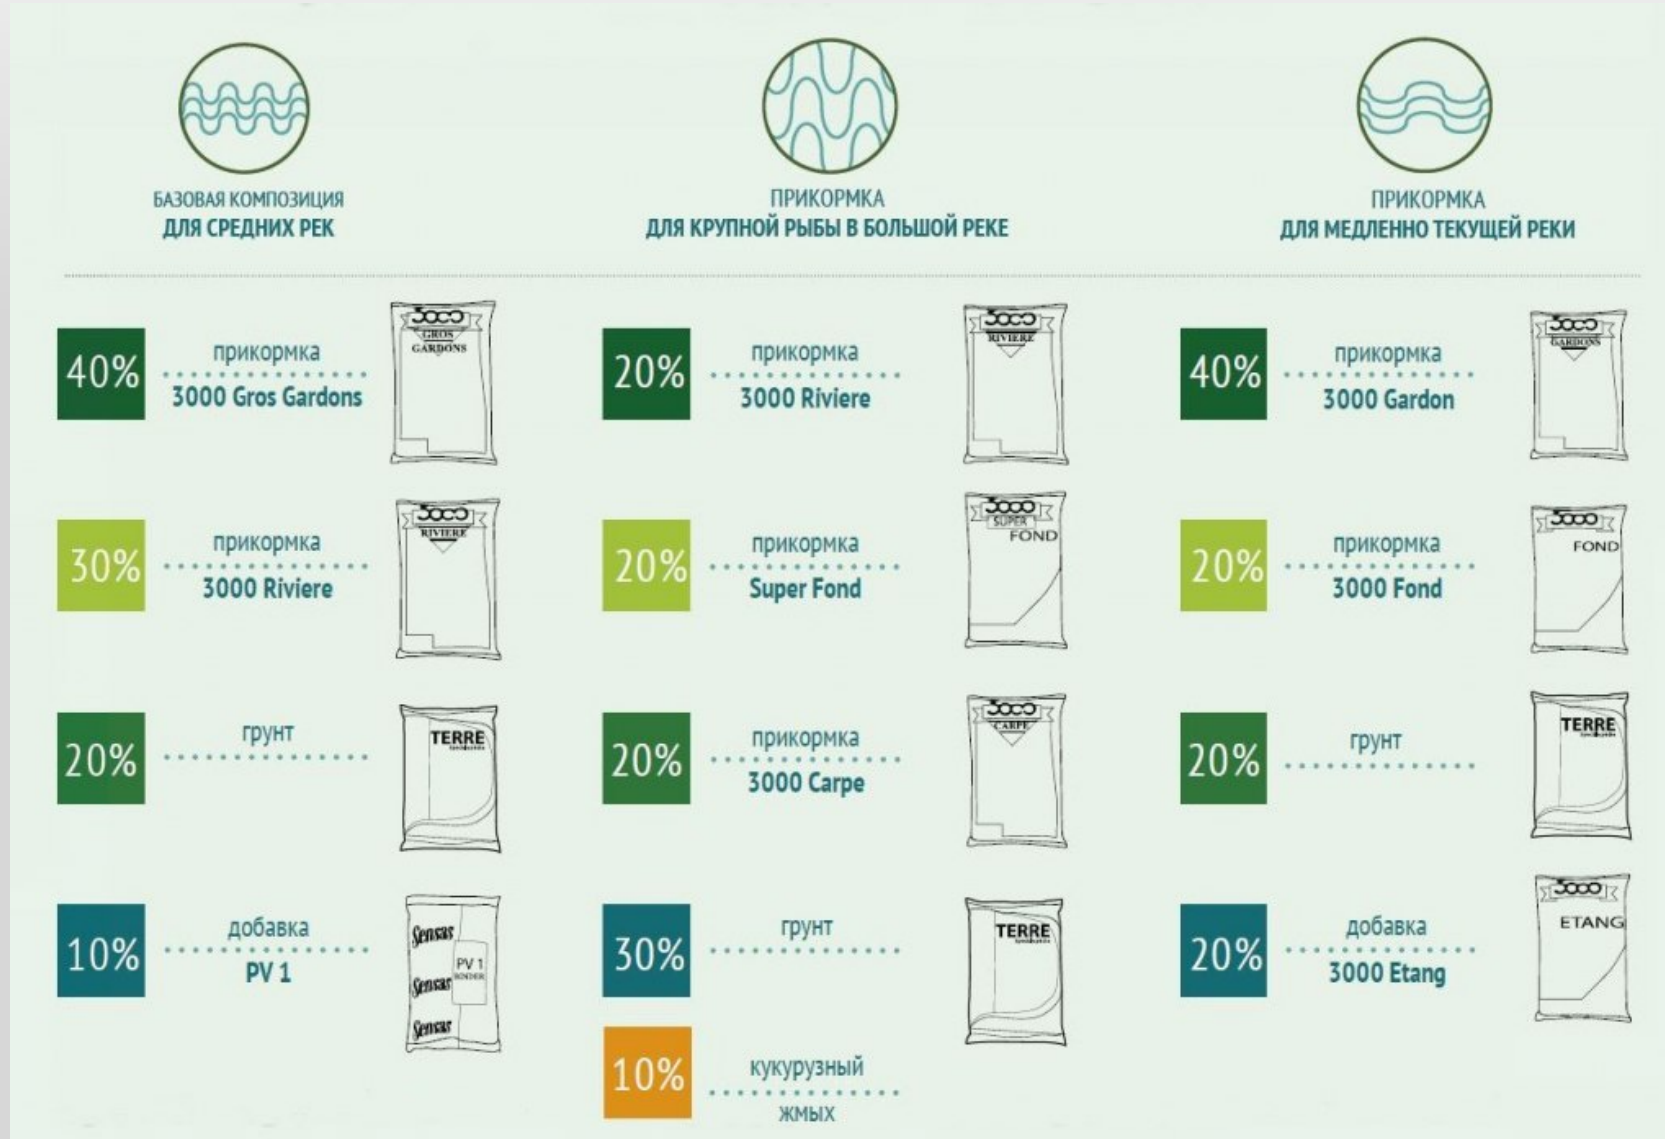 БАЗОВАЯ КОМПОЗИЦИЯ
ДЛЯ СРЕДНИХ РЕК
40%
прикормка
3000 Gros Gardons
3000
GROS
GARDONS
30%
прикормка
3000 Riviere
3000
RIVIERE
20%
грунт
TERRE
10%
добавка
PV 1
Sensas
PV 1
BINDER
Sensas
Sensas
ПРИКОРМКА
ДЛЯ КРУПНОЙ РЫБЫ В БОЛЬШОЙ РЕКЕ
20%
прикормка
3000 Riviere
3000
RIVIERE
20%
прикормка
Super Fond
3000
SUPER
FOND
20%
прикормка
3000 Carpe
3000
CARPE
30%
грунт
TERRE
10%
кукурузный
жмых
ПРИКОРМКА
ДЛЯ МЕДЛЕННО ТЕКУЩЕЙ РЕКИ
40%
прикормка
3000 Gardon
3000
GARDONS
20%
прикормка
3000 Fond
3000
FOND
20%
грунт
TERRE
20%
добавка
3000 Etang
3000
ETANG